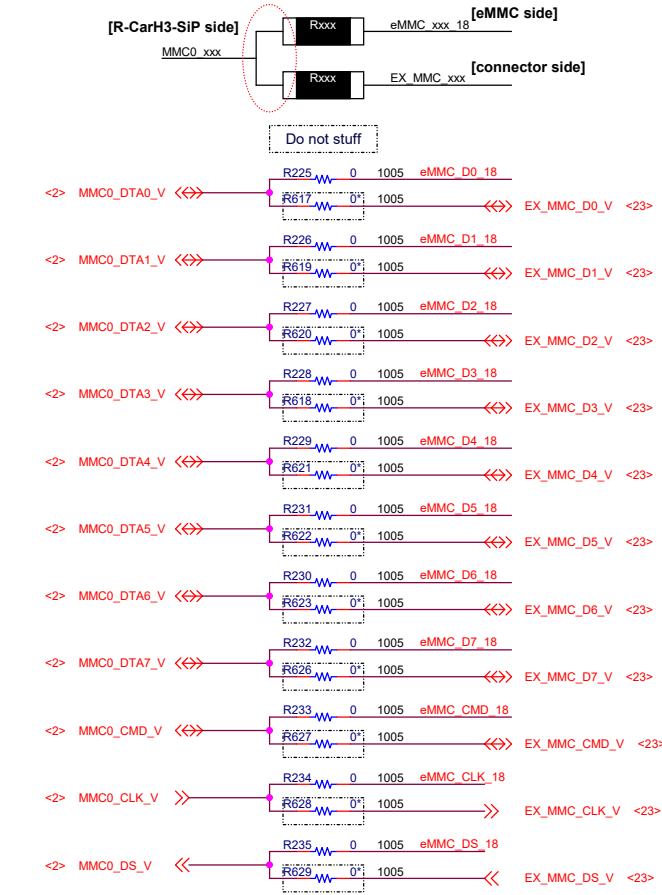 [eMMC side]
[R-CarH3-SiP side] Rxxx eMMC_xxx_18
MMC0_xxx
[connector side]
Rxxx EX_MMC_xxx
Do not stuff
R225 0 1005 eMMC_D0_18
<2> MMC0_DTA0_V
R617 0* 1005 EX_MMC_D0_V <23>
R226 0 1005 eMMC_D1_18
<2> MMC0_DTA1_V
R619 0* 1005 EX_MMC_D1_V <23>
R227 0 1005 eMMC_D2_18
<2> MMC0_DTA2_V
R620 0* 1005 EX_MMC_D2_V <23>
R228 0 1005 eMMC_D3_18
<2> MMC0_DTA3_V
R618 0* 1005 EX_MMC_D3_V <23>
R229 0 1005 eMMC_D4_18
<2> MMC0_DTA4_V
R621 0* 1005 EX_MMC_D4_V <23>
R231 0 1005 eMMC_D5_18
<2> MMC0_DTA5_V
R622 0* 1005 EX_MMC_D5_V <23>
R230 0 1005 eMMC_D6_18
<2> MMC0_DTA6_V
R623 0* 1005 EX_MMC_D6_V <23>
R232 0 1005 eMMC_D7_18
<2> MMC0_DTA7_V
R626 0* 1005 EX_MMC_D7_V <23>
R233 0 1005 eMMC_CMD_18
<2> MMC0_CMD_V
R627 0* 1005 EX_MMC_CMD_V <23>
R234 0 1005 eMMC_CLK_18
<2> MMC0_CLK_V
R628 0* 1005 EX_MMC_CLK_V <23>
R235 0 1005 eMMC_DS_18
<2> MMC0_DS_V
R629 0* 1005 EX_MMC_DS_V <23>